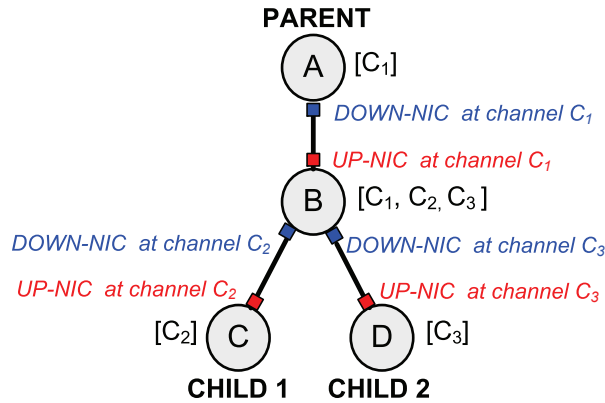 PARENT
A [C1]
DOWN-NIC at channel C1
UP-NIC at channel C1
B [C1, C2, C3 ]
DOWN-NIC at channel C2
DOWN-NIC at channel C3
UP-NIC at channel C2
UP-NIC at channel C3
[C2] C D [C3]
CHILD 1 CHILD 2